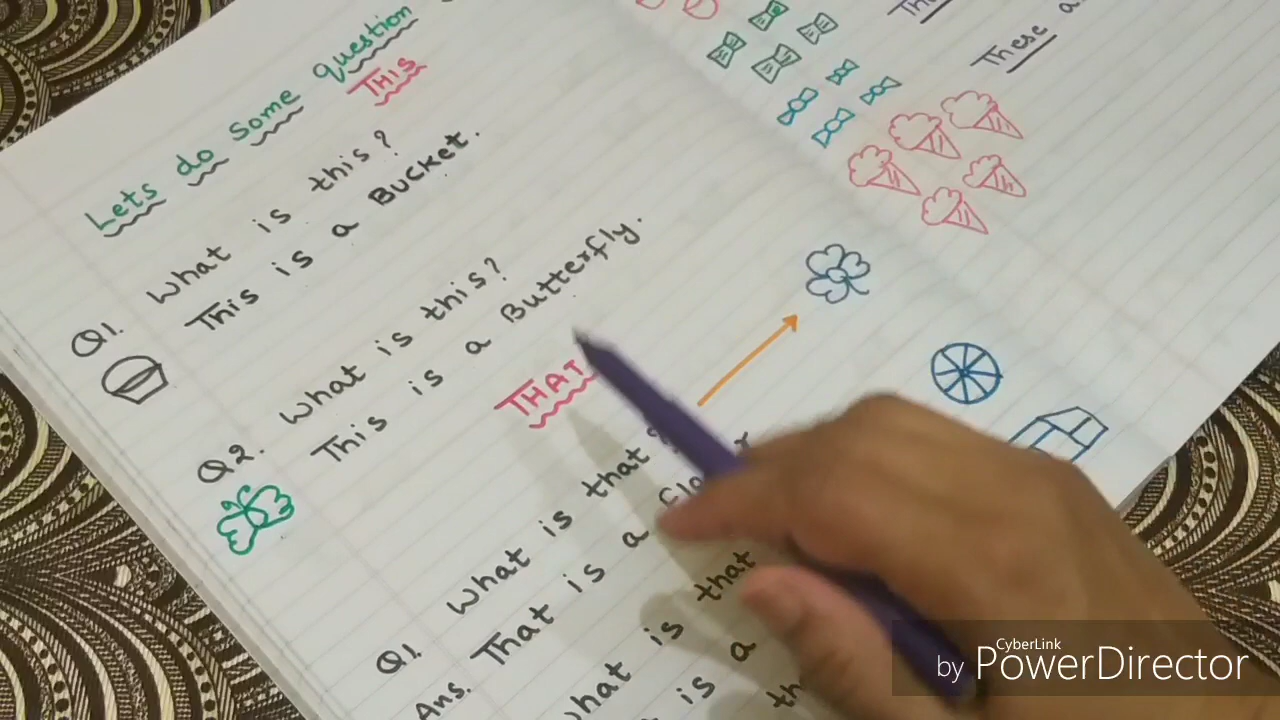 Lets do Some question
THIS
Q1. What is this?
This is a Bucket.
Q2. What is this?
This is a Butterfly.
THAT
Q1. What is that?
Ans. That is a
What is that
is a
These
by CyberLink PowerDirector